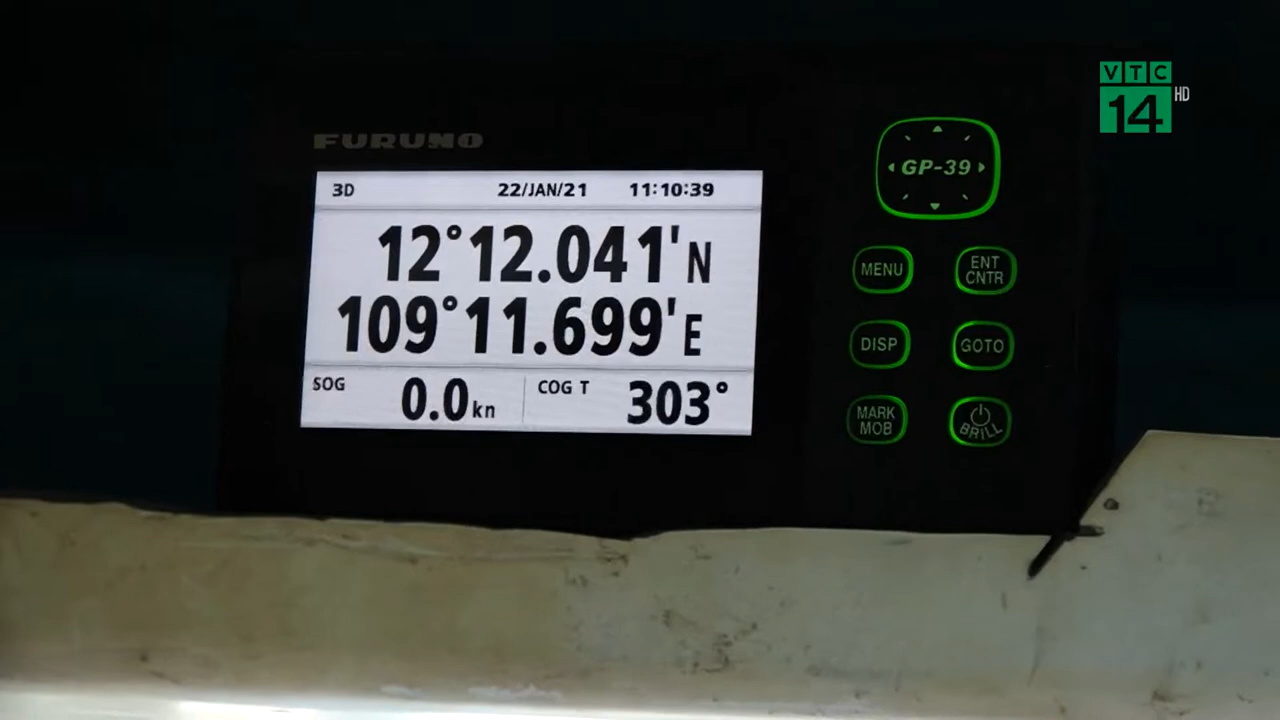 VTC
14 HD
FURUNO
3D 22/JAN/21 11:10:39
12°12.041'N
109°11.699'E
SOG 0.0kn COG T 303°
GP-39
MENU
ENT
CNTR
DISP
GOTO
MARK
MOB
BRILL